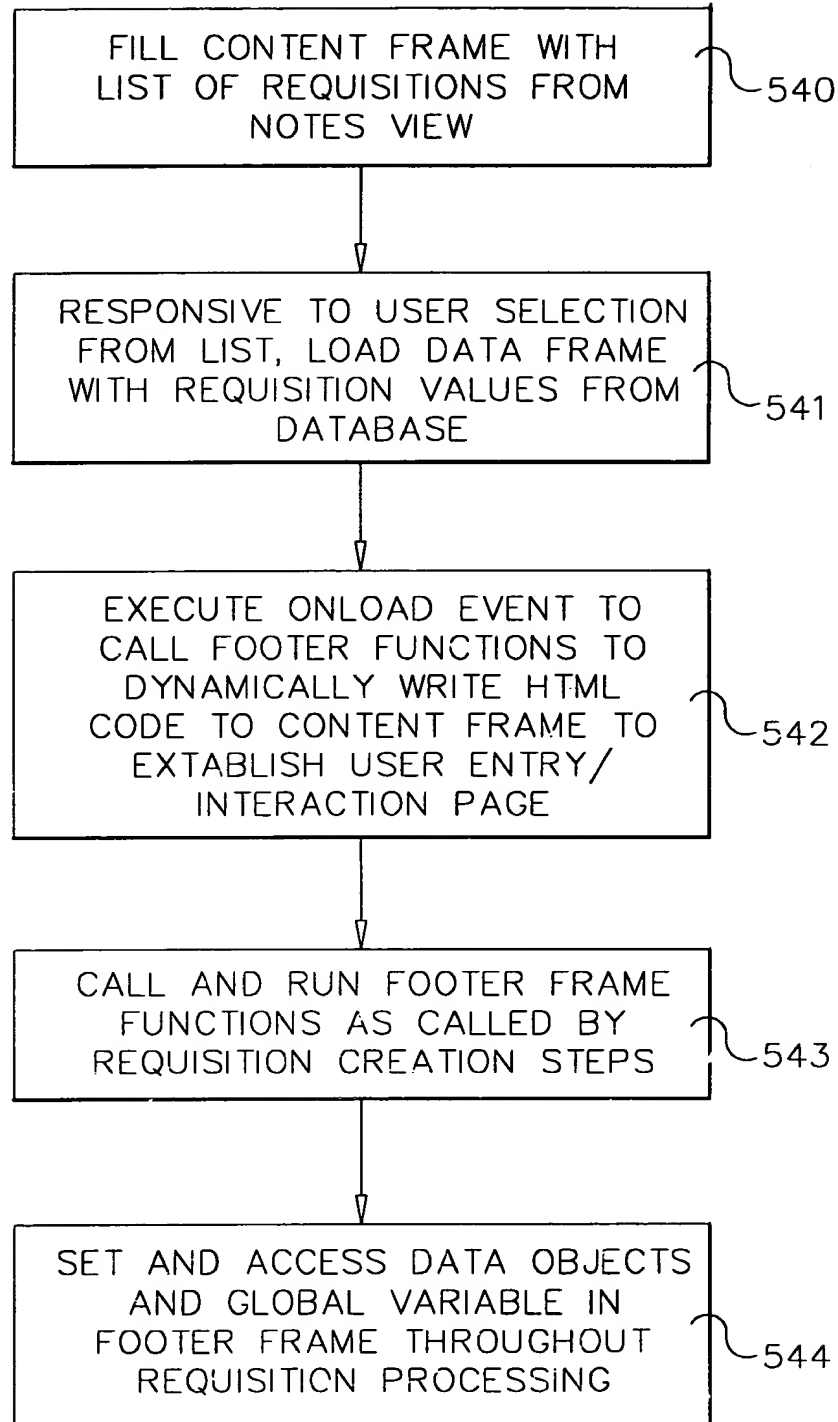 FILL CONTENT FRAME WITH
LIST OF REQUISITIONS FROM
NOTES VIEW
540
RESPONSIVE TO USER SELECTION
FROM LIST, LOAD DATA FRAME
WITH REQUISITION VALUES FROM
DATABASE
541
EXECUTE ONLOAD EVENT TO
CALL FOOTER FUNCTIONS TO
DYNAMICALLY WRITE HTML
CODE TO CONTENT FRAME TO
EXTABLISH USER ENTRY/
INTERACTION PAGE
542
CALL AND RUN FOOTER FRAME
FUNCTIONS AS CALLED BY
REQUISITION CREATION STEPS
543
SET AND ACCESS DATA OBJECTS
AND GLOBAL VARIABLE IN
FOOTER FRAME THROUGHOUT
REQUISITION PROCESSING
544